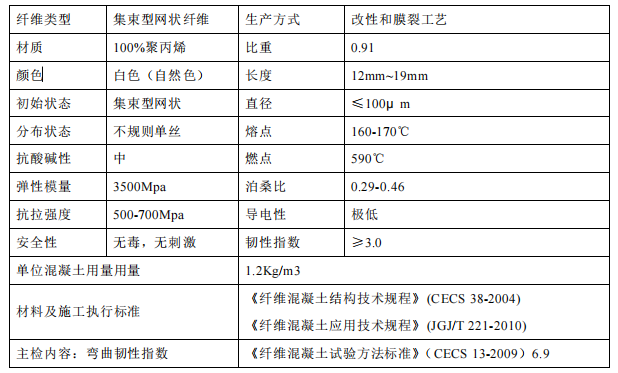 纤维类型 集束型网状纤维 生产方式 改性和膜裂工艺
材质 100%聚丙烯 比重 0.91
颜色 白色（自然色） 长度 12mm~19mm
初始状态 集束型网状 直径 ≤100μ m
分布状态 不规则单丝 熔点 160-170℃
抗酸碱性 中 燃点 590℃
弹性模量 3500Mpa 泊桑比 0.29-0.46
抗拉强度 500-700Mpa 导电性 极低
安全性 无毒，无刺激 韧性指数 ≥3.0
单位混凝土用量用量 1.2Kg/m3
材料及施工执行标准 《纤维混凝土结构技术规程》(CECS 38-2004)
《纤维混凝土应用技术规程》(JGJ/T 221-2010)
主检内容：弯曲韧性指数 《纤维混凝土试验方法标准》（CECS 13-2009）6.9